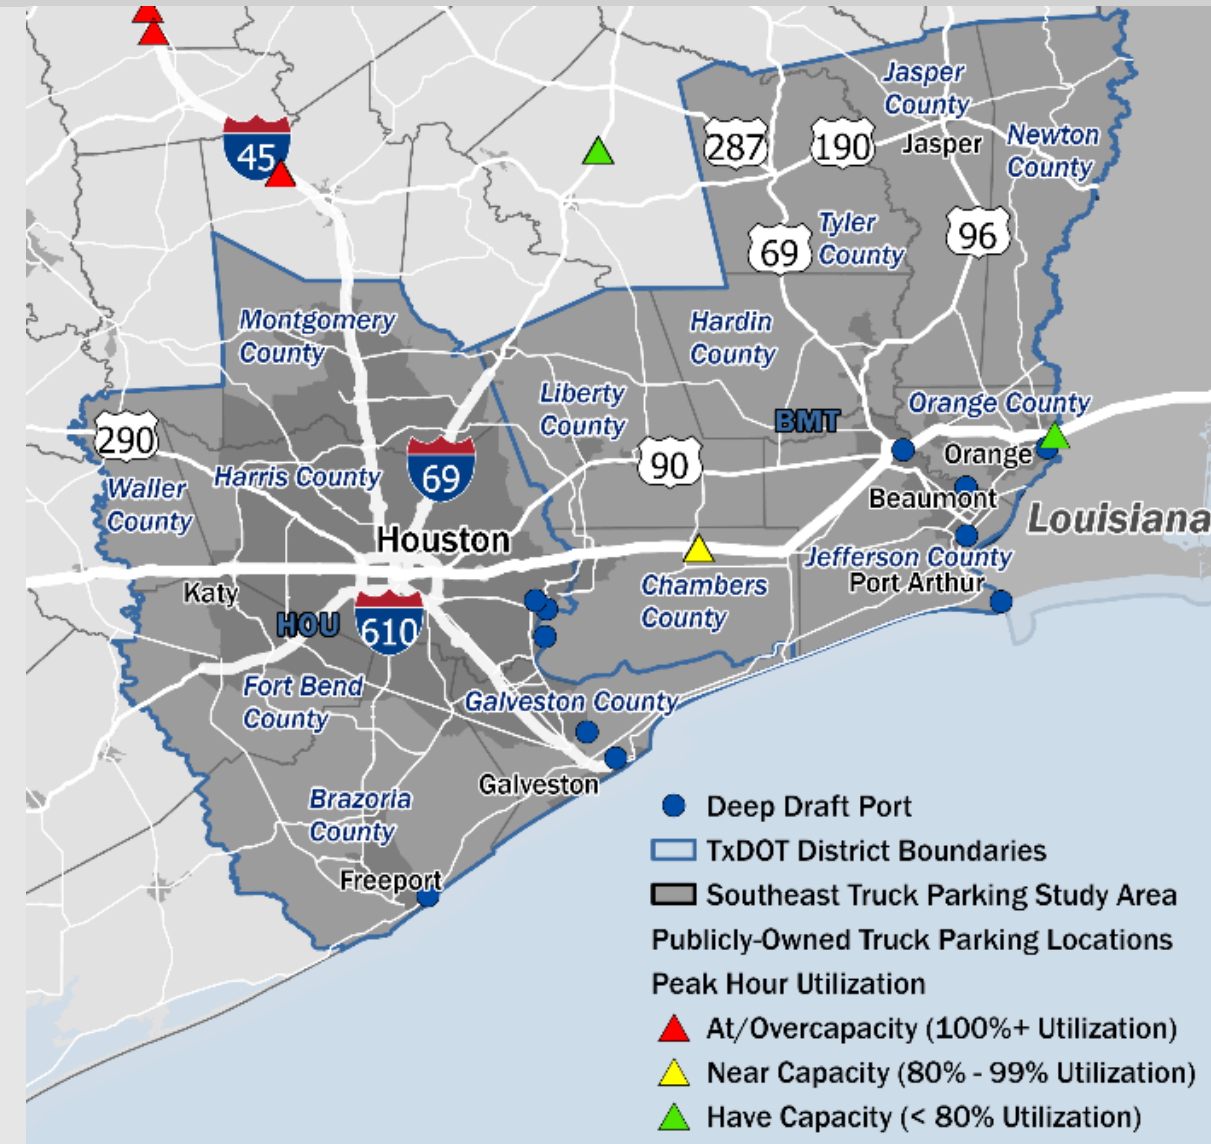 Jasper
County
45
287
190
Jasper
Newton
County
Tyler
County
69
96
Montgomery
County
Hardin
County
Liberty
County
BMT
Orange County
290
69
90
Orange
Harris County
Waller
County
Beaumont
Louisiana
Houston
Jefferson County
Port Arthur
Katy
Chambers
County
HOU
610
Fort Bend
County
Galveston County
Galveston
Brazoria
County
Freeport
Deep Draft Port
TxDOT District Boundaries
Southeast Truck Parking Study Area
Publicly-Owned Truck Parking Locations
Peak Hour Utilization
At/Overcapacity (100%+ Utilization)
Near Capacity (80% - 99% Utilization)
Have Capacity (< 80% Utilization)